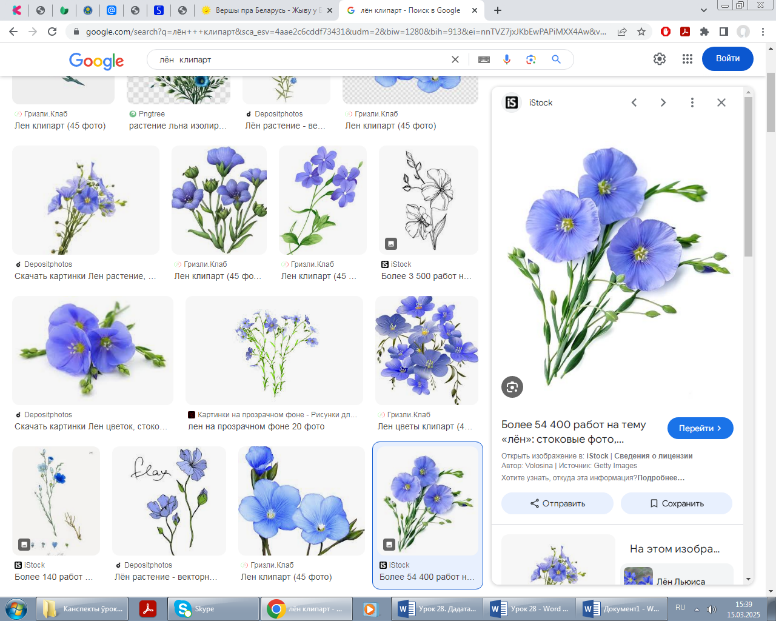 Вершы пра Беларусь - Жыву у Б
лён клипарт - Поиск в Google
google.com/search?q=лён+++клипарт&sca_esv=4aae2c6cddf73431&udm=2&biw=1280&bih=913&ei=nnTVZ7jxJKbEwPAPiMXX4Aw&v...
Google
лён клипарт
Войти
Гризли.Клаб
Лен клипарт (45 фото)
Pngtree
растение льна изолир...
Depositphotos
Лён растение - ве...
Гризли.Клаб
Лен клипарт (45 фото)
Depositphotos
Скачать картинки Лен растение, ...
Гризли.Клаб
Лен клипарт (45 фо...
Гризли.Клаб
Лен клипарт (45 ...
iStock
Более 3 500 работ н...
Depositphotos
Скачать картинки Лен цветок, сток...
Картинки на прозрачном фоне - Рисунки дл...
лен на прозрачном фоне 20 фото
Гризли.Клаб
Лен цветы клипарт (4 ...
Flax
iStock
Более 140 работ ...
Depositphotos
Лён растение - векторн...
Гризли.Клаб
Лен клипарт (45 фото)
iStock
Более 54 400 работ н...
iS
iStock
Более 54 400 работ на тему
«лён»: стоковые фото,...
Перейти
Открыть изображение в: iStock | Сведения о лицензии
Автор: Volosina | Источник: Getty Images
Хотите узнать, откуда эта информация?Подробнее...
Отправить
Сохранить
На этом изобра...
Лён Льюиса
Канспекты ўрок...
Skype
лён клипарт - ...
Урок 28. Дадата...
Урок 28 - Word ...
Документ1 - W...
RU
15:39
15.03.2025